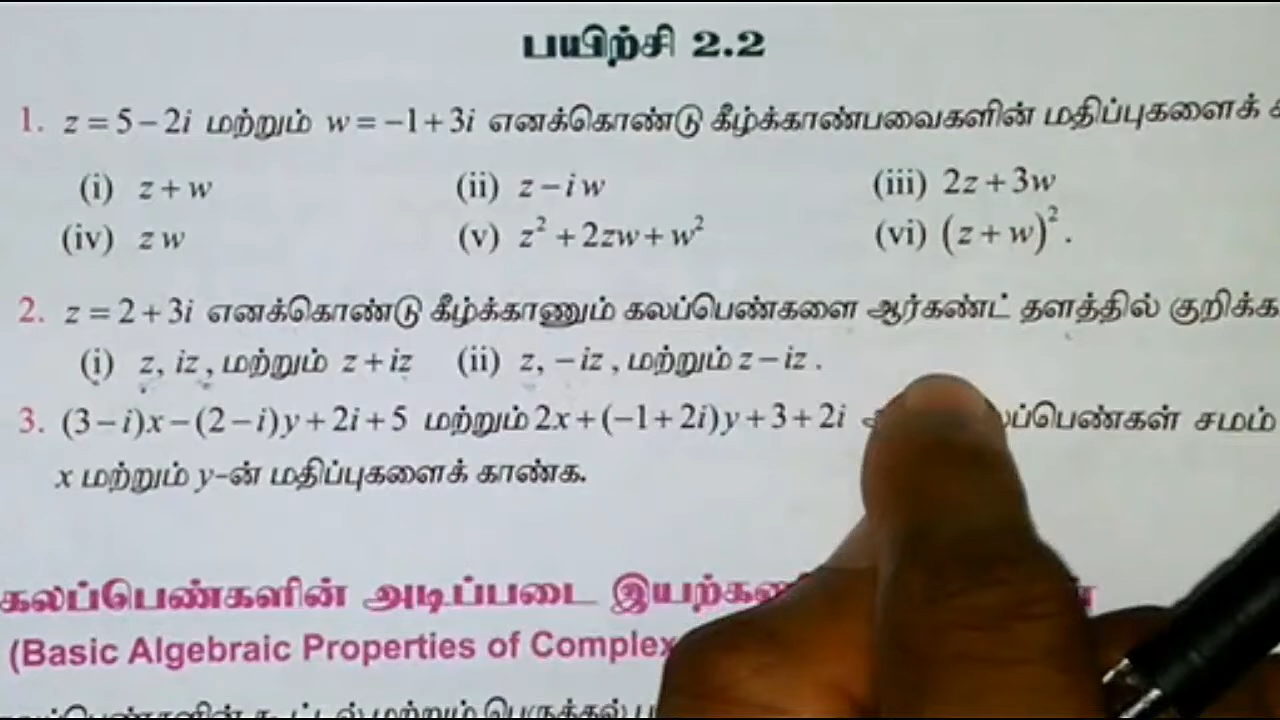 பயிற்சி 2.2
1. z = 5 − 2i மற்றும் w = −1 + 3i எனக்கொண்டு கீழ்க்காண்பவைகளின் மதிப்புகளைக்
(i) z + w (ii) z − i w (iii) 2z + 3w
(iv) z w (v) z² + 2zw + w² (vi) (z + w)².
2. z = 2 + 3i எனக்கொண்டு கீழ்க்காணும் கலப்பெண்களை ஆர்கண்ட் தளத்தில் குறிக்க
(i) z, iz, மற்றும் z + iz (ii) z, − iz, மற்றும் z − iz.
3. (3 − i)x − (2 − i)y + 2i + 5 மற்றும் 2x + (−1 + 2i)y + 3 + 2i சமம்
x மற்றும் y-ன் மதிப்புகளைக் காண்க.
கலப்பெண்களின் அடிப்படை
(Basic Algebraic Properties of Complex